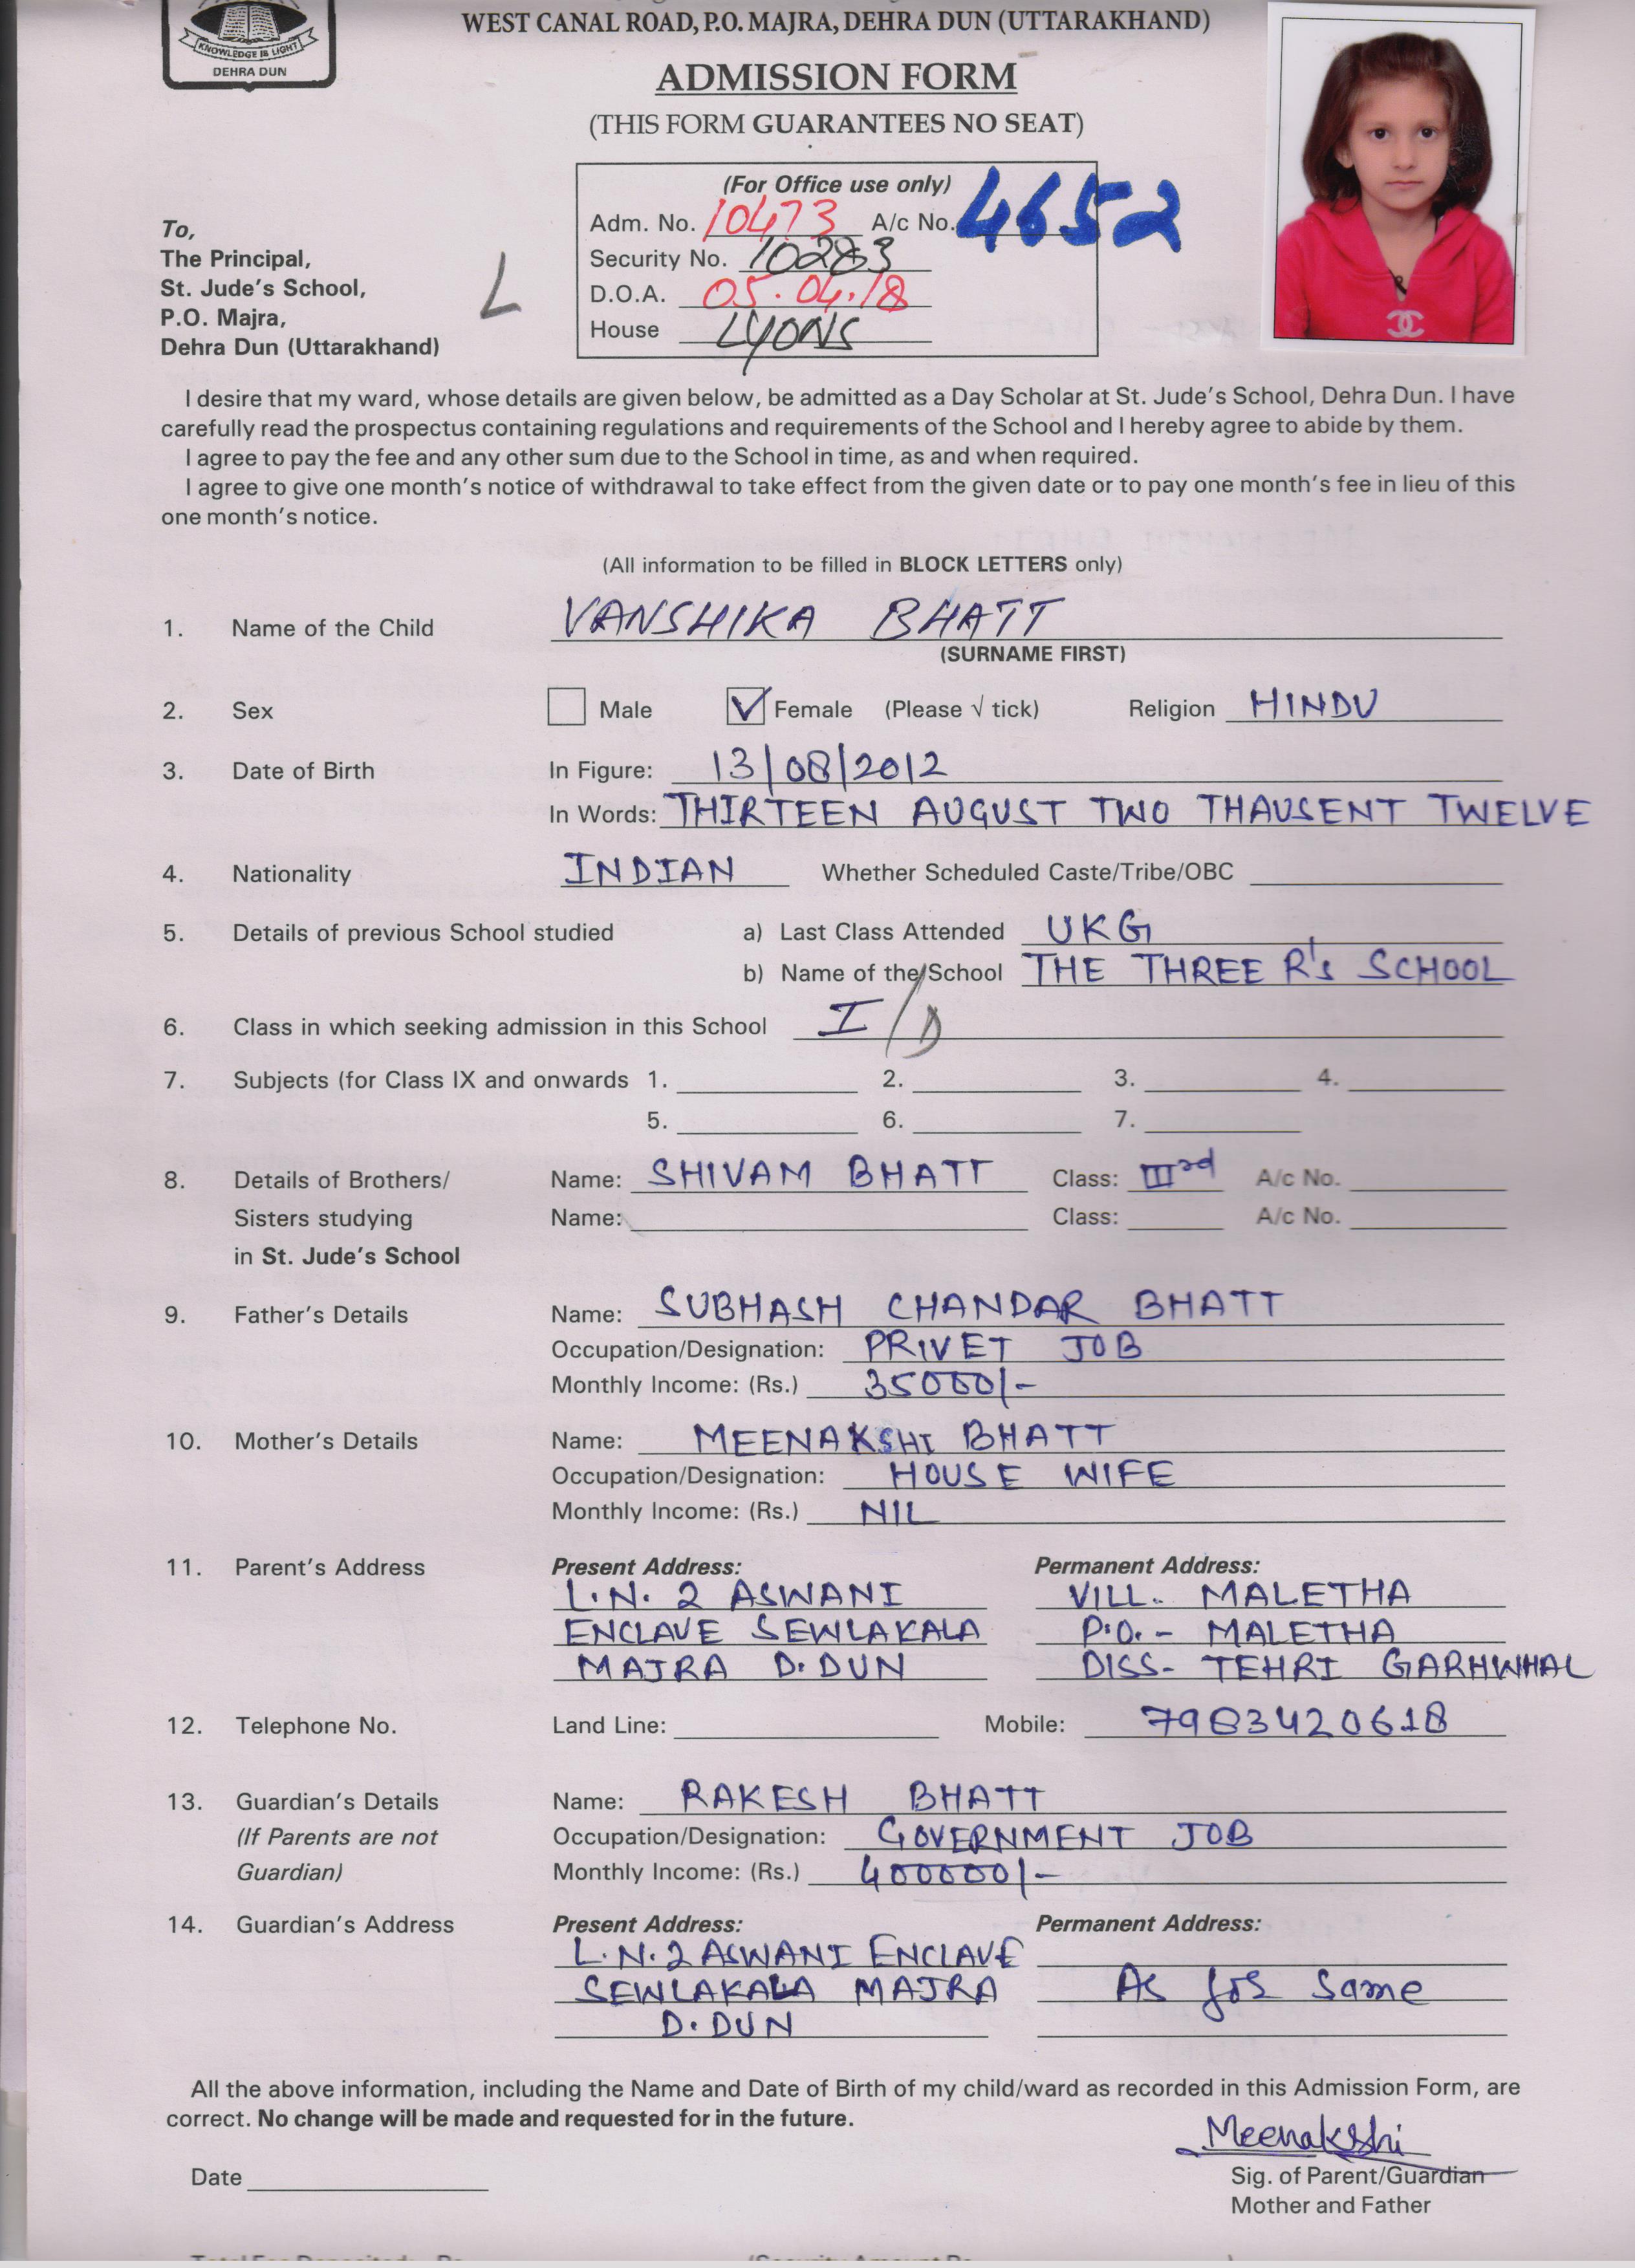 KNOWLEDGE IS LIGHT
DEHRA DUN
WEST CANAL ROAD, P.O. MAJRA, DEHRA DUN (UTTARAKHAND)
ADMISSION FORM
(THIS FORM GUARANTEES NO SEAT)
(For Office use only)
Adm. No. 10473 A/c No. 4652
Security No. 10283
D.O.A. 05.04.18
House LYONS
To,
The Principal,
St. Jude's School,
P.O. Majra,
Dehra Dun (Uttarakhand)
L
I desire that my ward, whose details are given below, be admitted as a Day Scholar at St. Jude's School, Dehra Dun. I have
carefully read the prospectus containing regulations and requirements of the School and I hereby agree to abide by them.
I agree to pay the fee and any other sum due to the School in time, as and when required.
I agree to give one month's notice of withdrawal to take effect from the given date or to pay one month's fee in lieu of this
one month's notice.
(All information to be filled in BLOCK LETTERS only)
1. Name of the Child VANSHIKA BHATT
(SURNAME FIRST)
2. Sex Male ✓ Female (Please √ tick) Religion HINDU
3. Date of Birth In Figure: 13/08/2012
In Words: THIRTEEN AUGUST TWO THAUSENT TWELVE
4. Nationality INDIAN Whether Scheduled Caste/Tribe/OBC
5. Details of previous School studied a) Last Class Attended UKG
b) Name of the School THE THREE R's SCHOOL
6. Class in which seeking admission in this School I/D
7. Subjects (for Class IX and onwards 1. 2. 3. 4.
5. 6. 7.
8. Details of Brothers/ Name: SHIVAM BHATT Class: IIIrd A/c No.
Sisters studying Name: Class: A/c No.
in St. Jude's School
9. Father's Details Name: SUBHASH CHANDAR BHATT
Occupation/Designation: PRIVET JOB
Monthly Income: (Rs.) 35000/-
10. Mother's Details Name: MEENAKSHI BHATT
Occupation/Designation: HOUSE WIFE
Monthly Income: (Rs.) NIL
11. Parent's Address Present Address: Permanent Address:
L.N. 2 ASWANI VILL. MALETHA
ENCLAVE SEWLAKALA P.O. - MALETHA
MAJRA D.DUN DISS- TEHRI GARHWHAL
12. Telephone No. Land Line: Mobile: 7983420618
13. Guardian's Details Name: RAKESH BHATT
(If Parents are not Occupation/Designation: GOVERNMENT JOB
Guardian) Monthly Income: (Rs.) 400000/-
14. Guardian's Address Present Address: Permanent Address:
L.N.2 ASWANI ENCLAVE
SEWLAKALA MAJRA As for same
D.DUN
All the above information, including the Name and Date of Birth of my child/ward as recorded in this Admission Form, are
correct. No change will be made and requested for in the future.
Meenakshi
Date Sig. of Parent/Guardian
Mother and Father